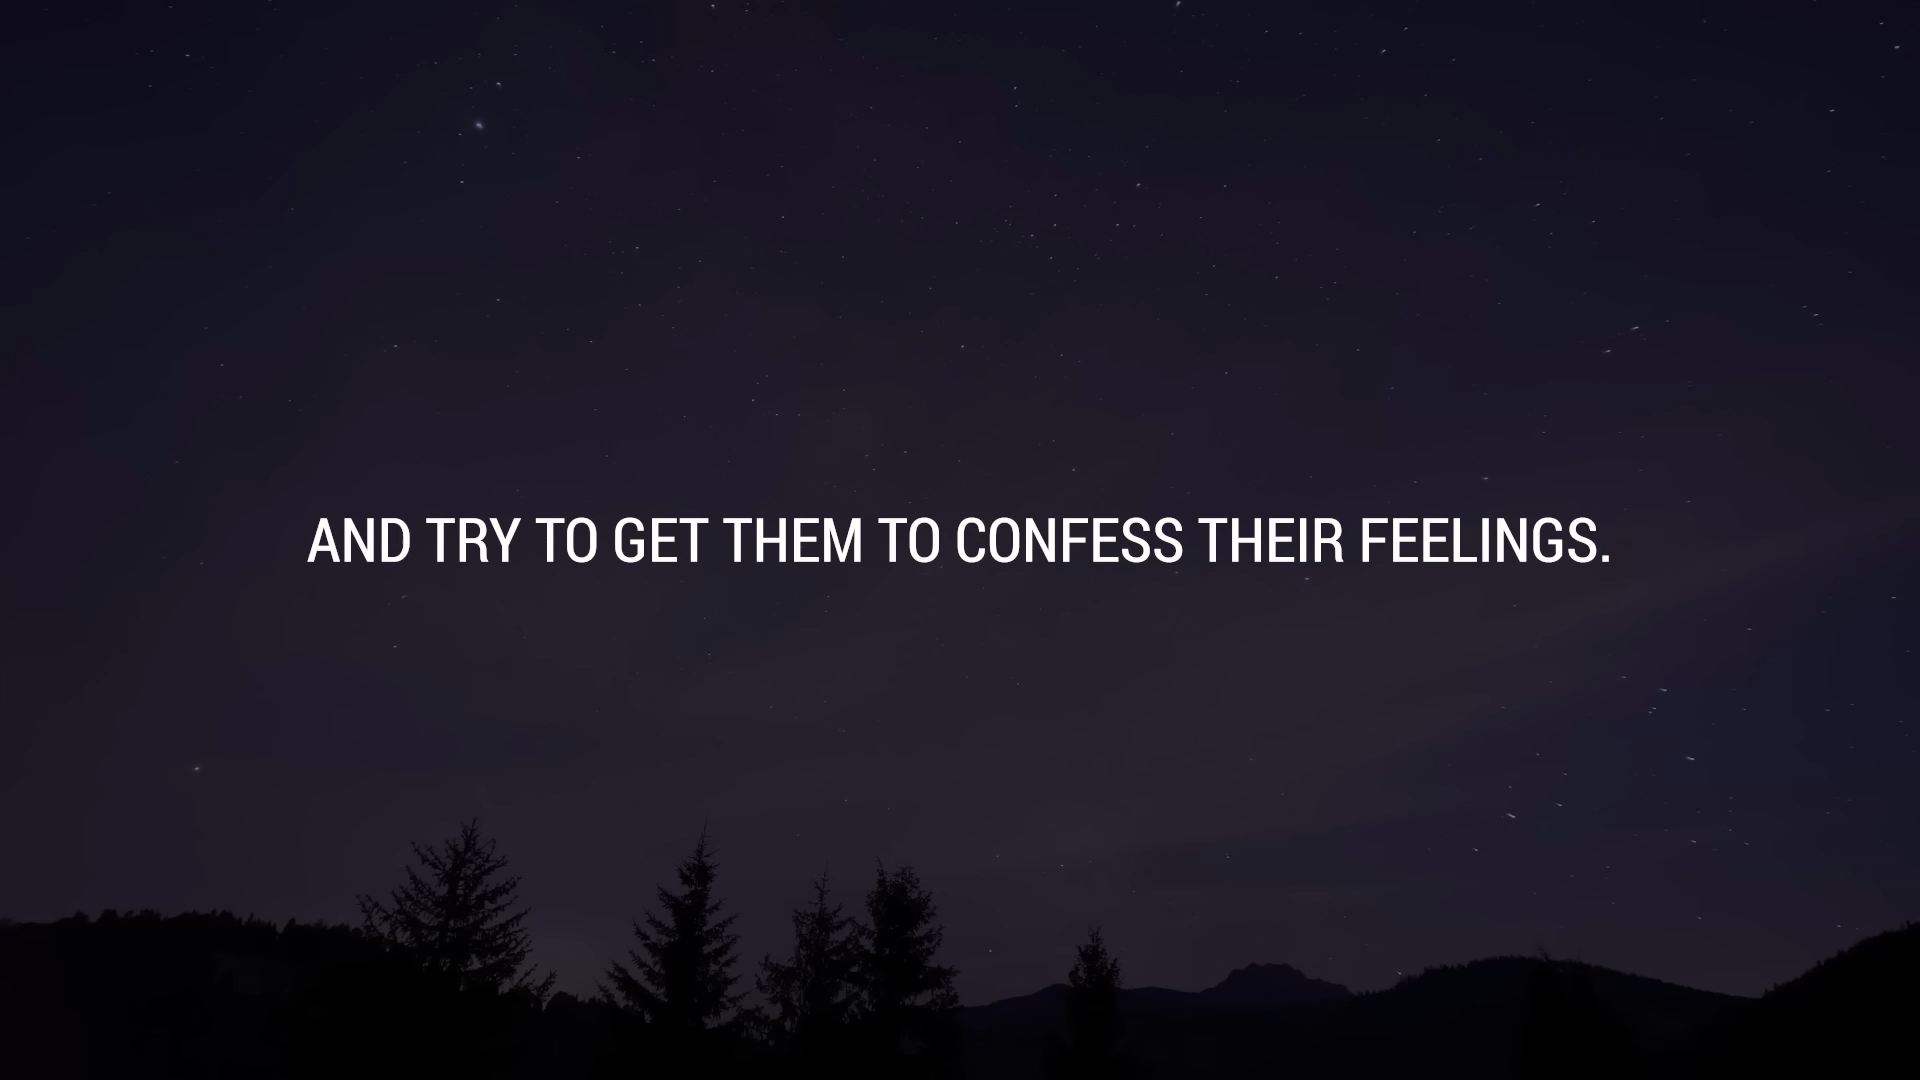 AND TRY TO GET THEM TO CONFESS THEIR FEELINGS.